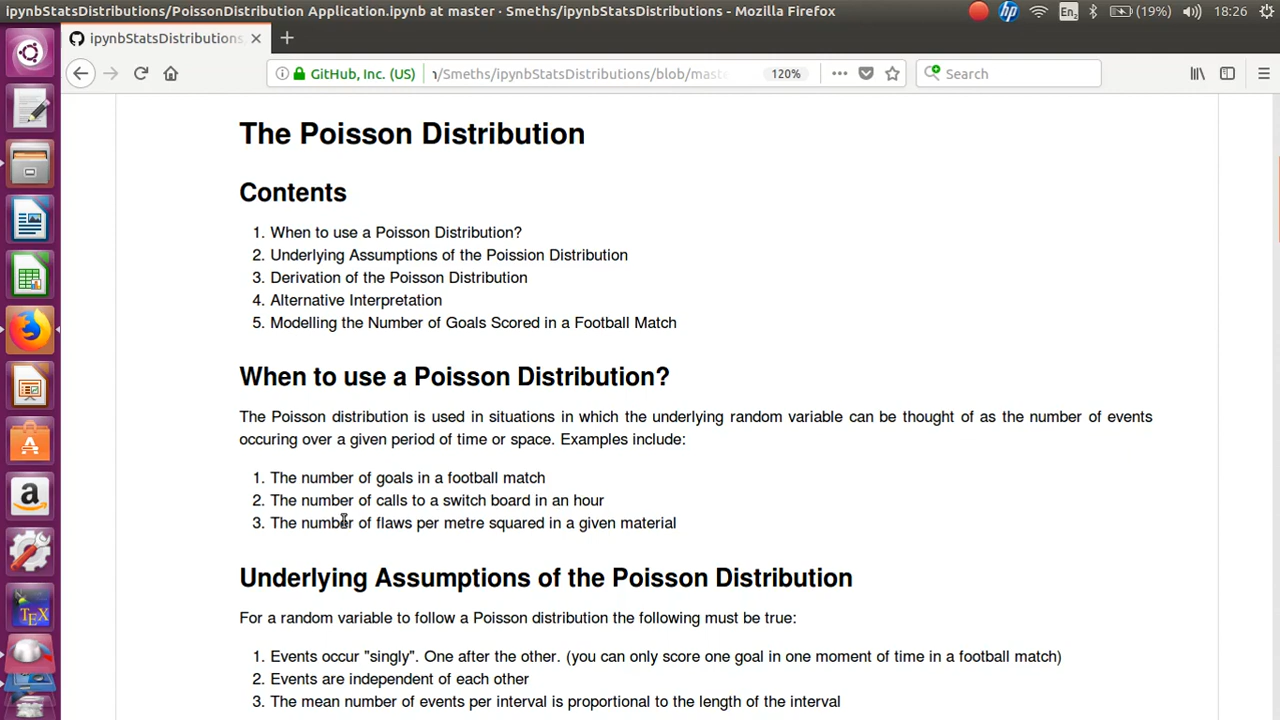 ipynbStatsDistributions/PoissonDistribution Application.ipynb at master · Smeths/ipynbStatsDistributions - Mozilla Firefox
hp
En2
(19%)
18:26
ipynbStatsDistributions
GitHub, Inc. (US)
/Smeths/ipynbStatsDistributions/blob/mast
120%
Search
The Poisson Distribution
Contents
1. When to use a Poisson Distribution?
2. Underlying Assumptions of the Poission Distribution
3. Derivation of the Poisson Distribution
4. Alternative Interpretation
5. Modelling the Number of Goals Scored in a Football Match
When to use a Poisson Distribution?
The Poisson distribution is used in situations in which the underlying random variable can be thought of as the number of events
occuring over a given period of time or space. Examples include:
1. The number of goals in a football match
2. The number of calls to a switch board in an hour
3. The number of flaws per metre squared in a given material
Underlying Assumptions of the Poisson Distribution
For a random variable to follow a Poisson distribution the following must be true:
1. Events occur "singly". One after the other. (you can only score one goal in one moment of time in a football match)
2. Events are independent of each other
3. The mean number of events per interval is proportional to the length of the interval
TEX